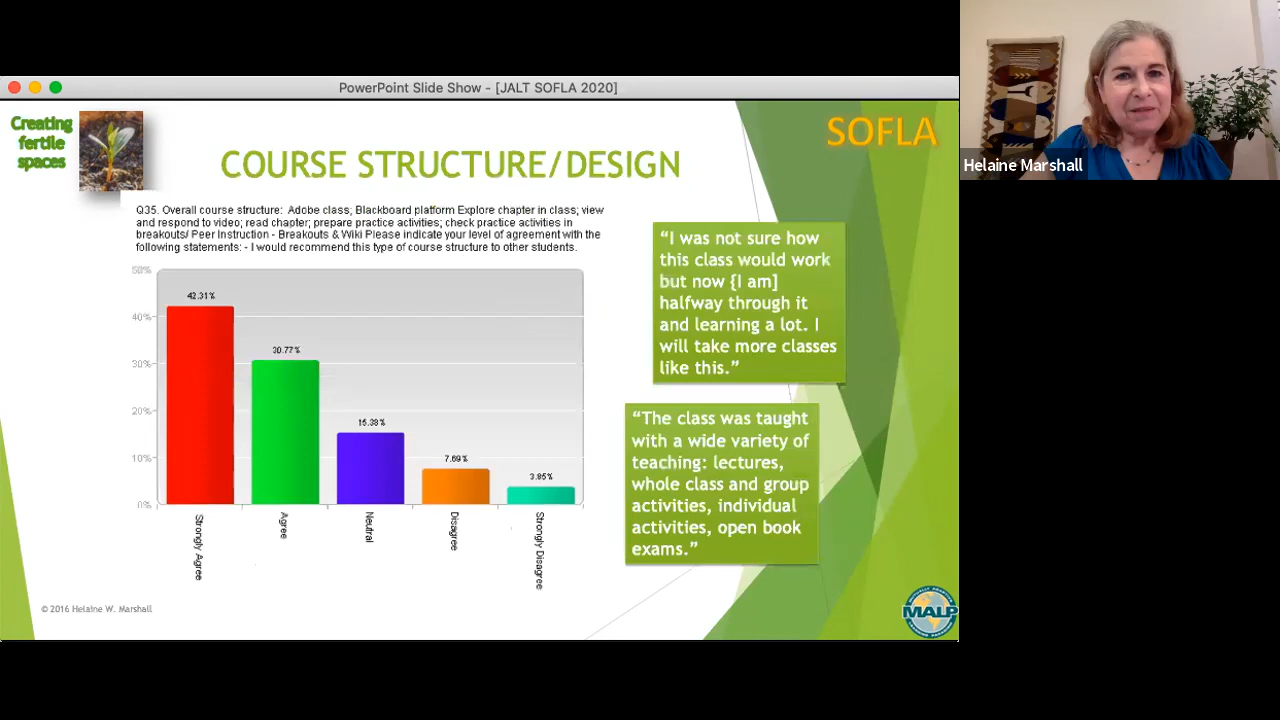 PowerPoint Slide Show - [JALT SOFLA 2020]
Creating
fertile
spaces
SOFLA
COURSE STRUCTURE/DESIGN
Helaine Marshall
Q35. Overall course structure: Adobe class; Blackboard platform Explore chapter in class; view
and respond to video; read chapter; prepare practice activities; check practice activities in
breakouts/ Peer Instruction - Breakouts & Wiki Please indicate your level of agreement with the
following statements: - I would recommend this type of course structure to other students.
50%
40%
30%
20%
10%
0%
42.31%
30.77%
15.38%
7.69%
3.85%
Strongly Agree
Agree
Neutral
Disagree
Strongly Disagree
“I was not sure how
this class would work
but now {I am]
halfway through it
and learning a lot. I
will take more classes
like this.”
“The class was taught
with a wide variety of
teaching: lectures,
whole class and group
activities, individual
activities, open book
exams.”
© 2016 Helaine W. Marshall
MALP